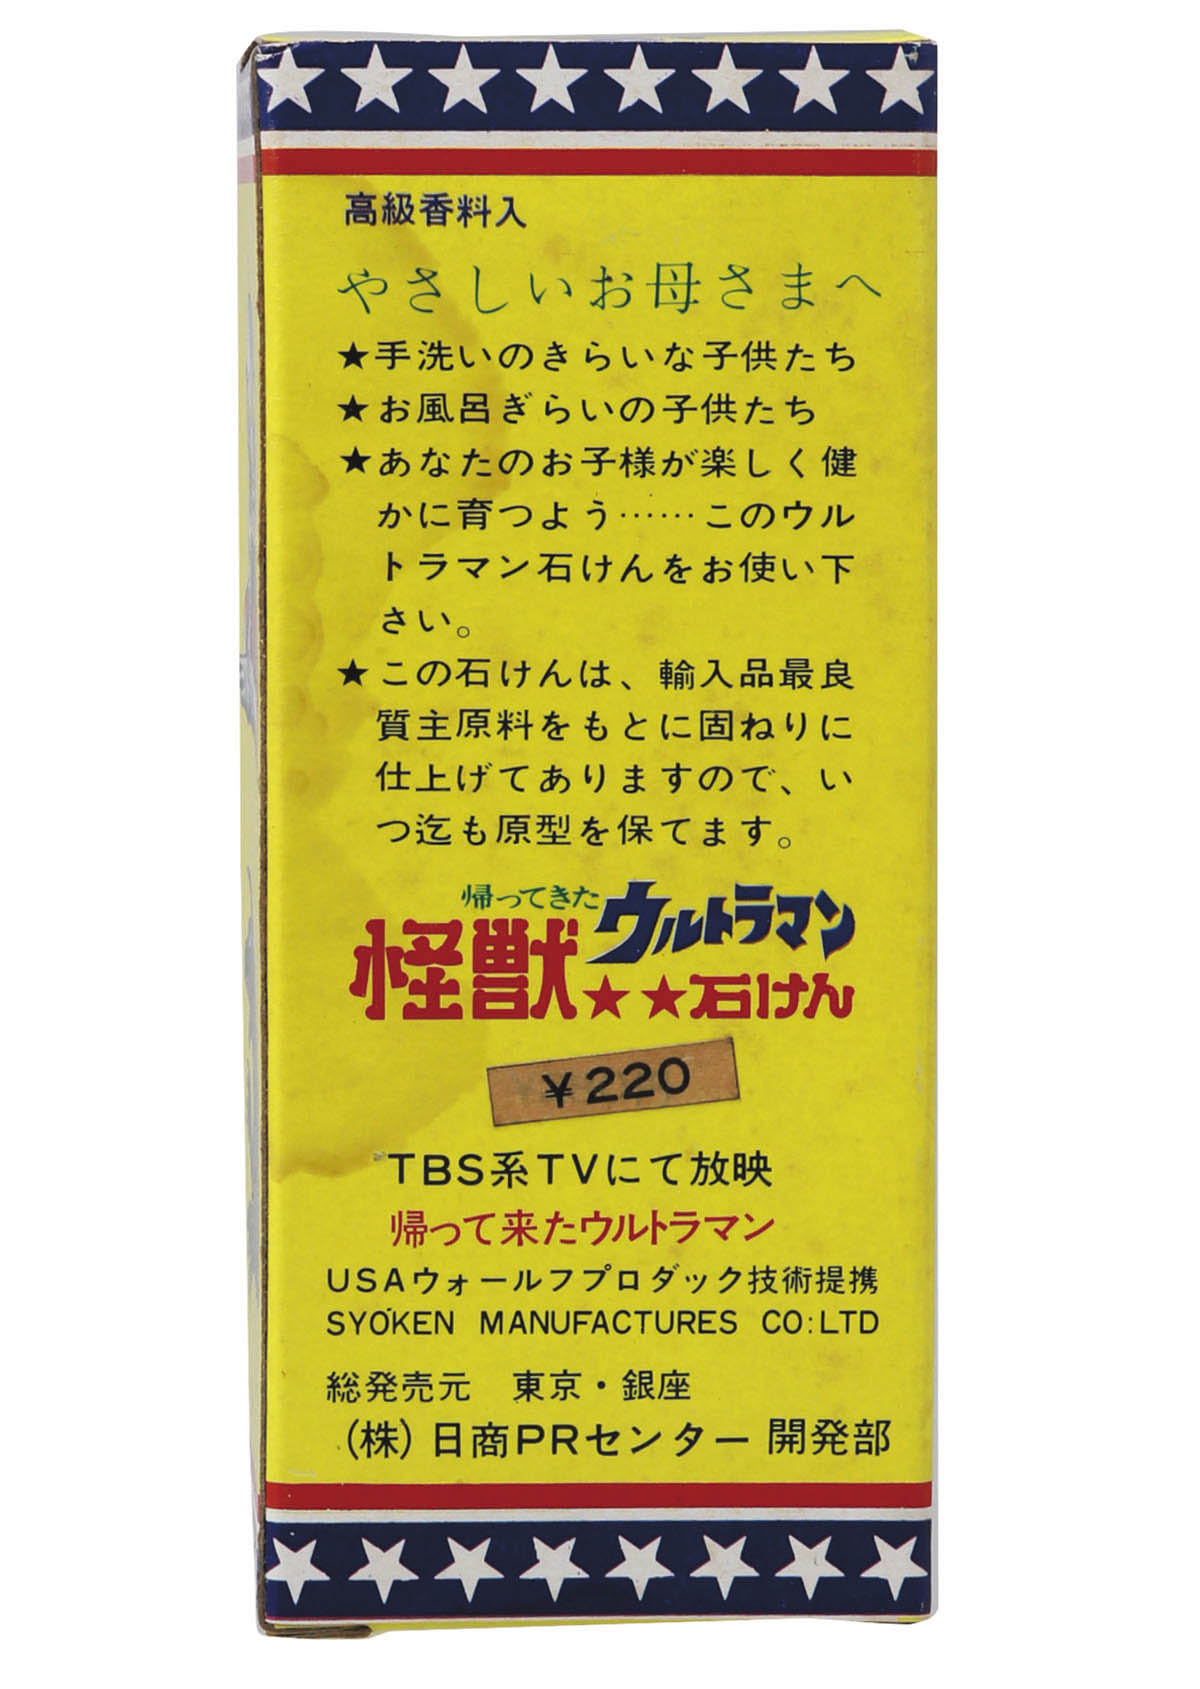 高級香料入
やさしいお母さまへ
★手洗いのきらいな子供たち
★お風呂ぎらいの子供たち
★あなたのお子様が楽しく健
かに育つよう……このウル
トラマン石けんをお使い下
さい。
★この石けんは、輸入品最良
質主原料をもとに固ねりに
仕上げてありますので、い
つ迄も原型を保てます。
帰ってきたウルトラマン
怪獣★★石けん
¥220
TBS系TVにて放映
帰って来たウルトラマン
USAウォールフプロダック技術提携
SYOKEN MANUFACTURES CO:LTD
総発売元 東京・銀座
(株)日商PRセンター 開発部